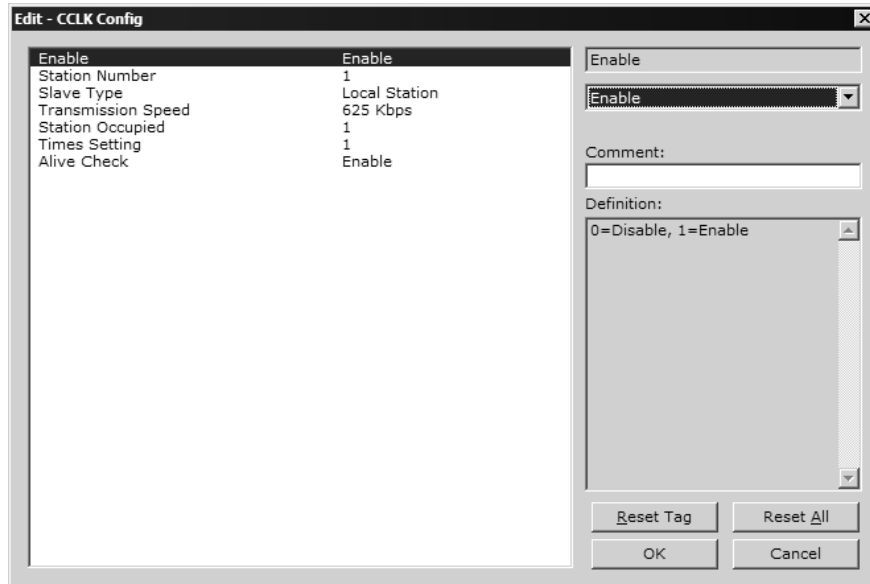 Edit - CCLK Config
Enable Enable
Station Number 1
Slave Type Local Station
Transmission Speed 625 Kbps
Station Occupied 1
Times Setting 1
Alive Check Enable
Enable
Enable
Comment:
Definition:
0=Disable, 1=Enable
Reset Tag Reset All
OK Cancel